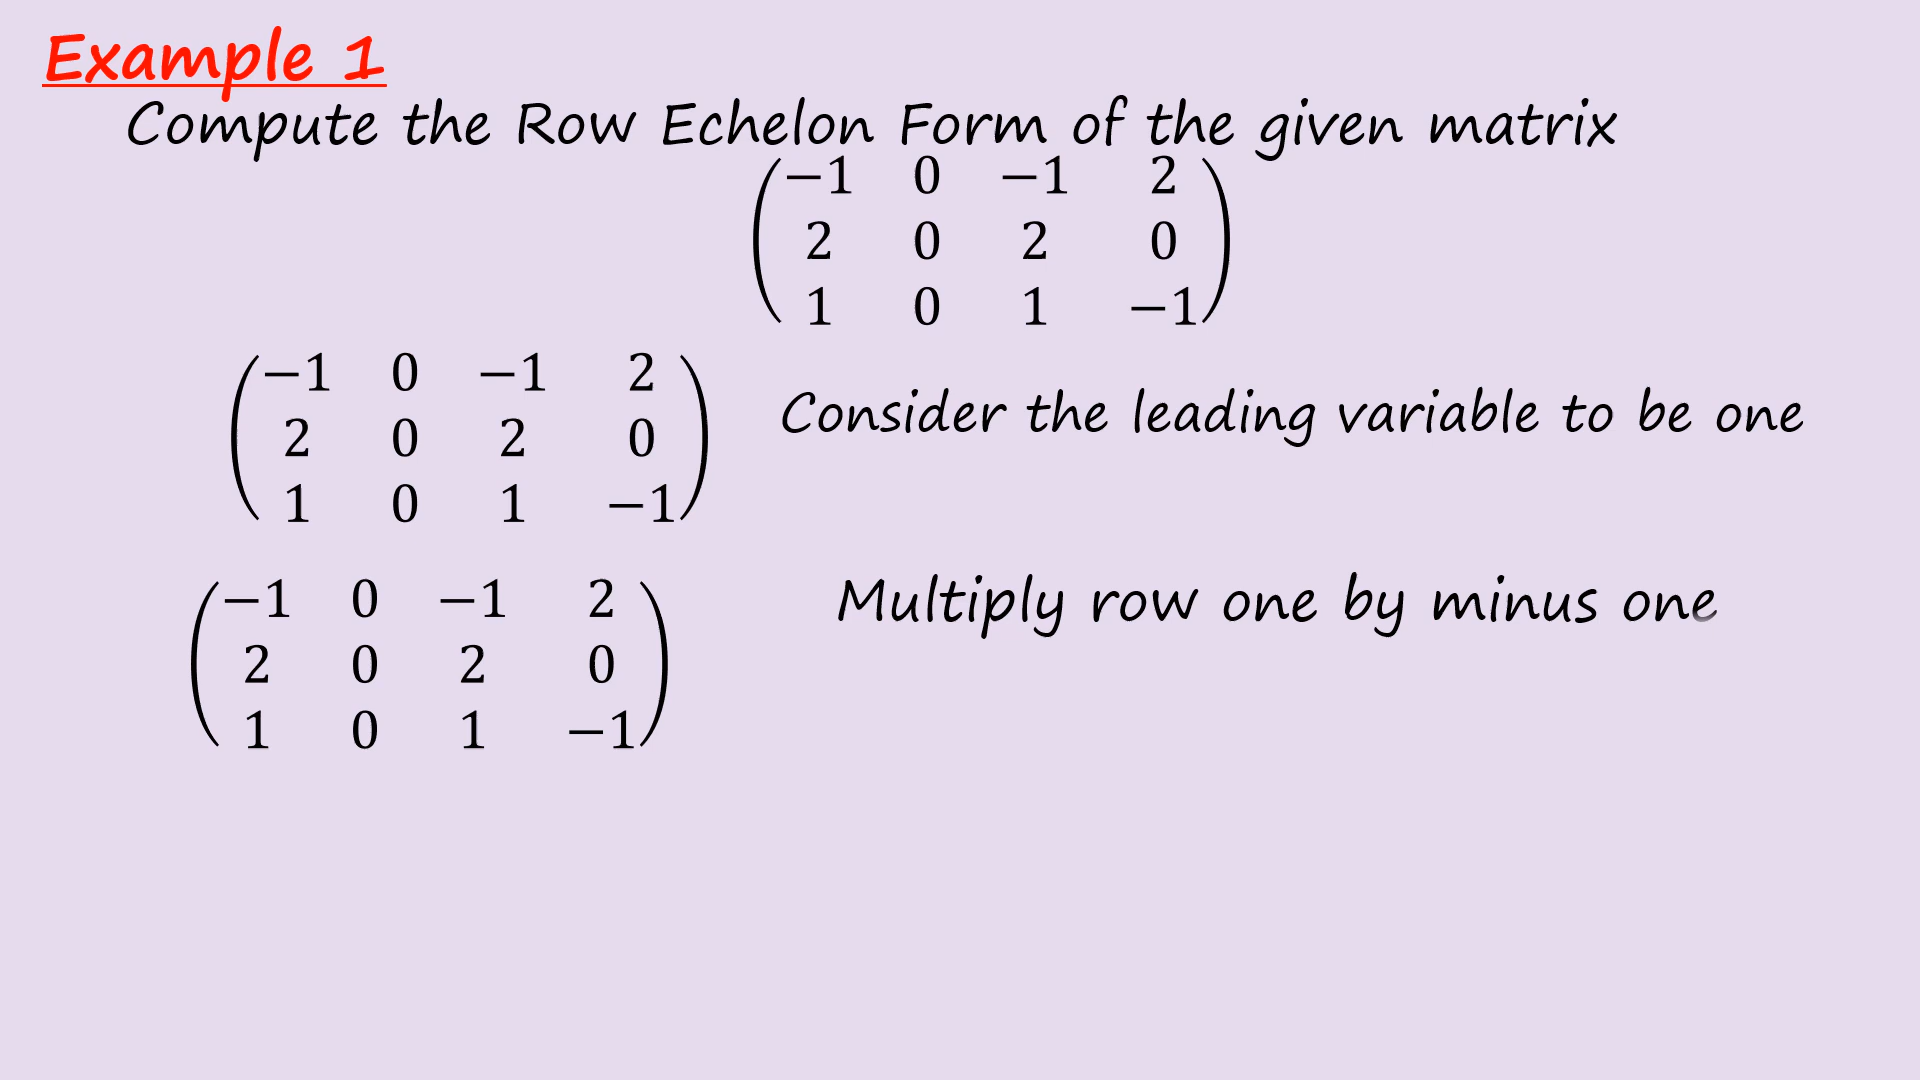 Example 1
Compute the Row Echelon Form of the given matrix
−1 0 −1 2
2 0 2 0
1 0 1 −1
−1 0 −1 2
2 0 2 0
1 0 1 −1
Consider the leading variable to be one
−1 0 −1 2
2 0 2 0
1 0 1 −1
Multiply row one by minus one